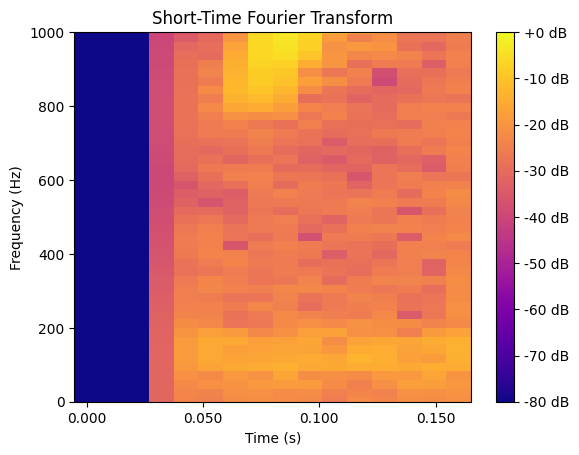 Short-Time Fourier Transform
Frequency (Hz)
1000
800
600
400
200
0
0.000
0.050
0.100
0.150
Time (s)
+0 dB
-10 dB
-20 dB
-30 dB
-40 dB
-50 dB
-60 dB
-70 dB
-80 dB